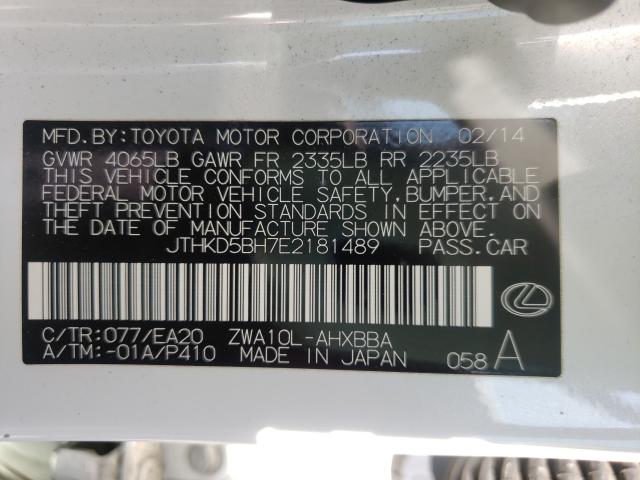 MFD.BY:TOYOTA MOTOR CORPORATION 02/14
GVWR 4065LB GAWR FR 2335LB RR 2235LB
THIS VEHICLE CONFORMS TO ALL APPLICABLE
FEDERAL MOTOR VEHICLE SAFETY,BUMPER,AND
THEFT PREVENTION STANDARDS IN EFFECT ON
THE DATE OF MANUFACTURE SHOWN ABOVE.
JTHKD5BH7E2181489 PASS.CAR
C/TR:077/EA20 ZWA10L-AHXBBA
A/TM:-01A/P410 MADE IN JAPAN 058 A